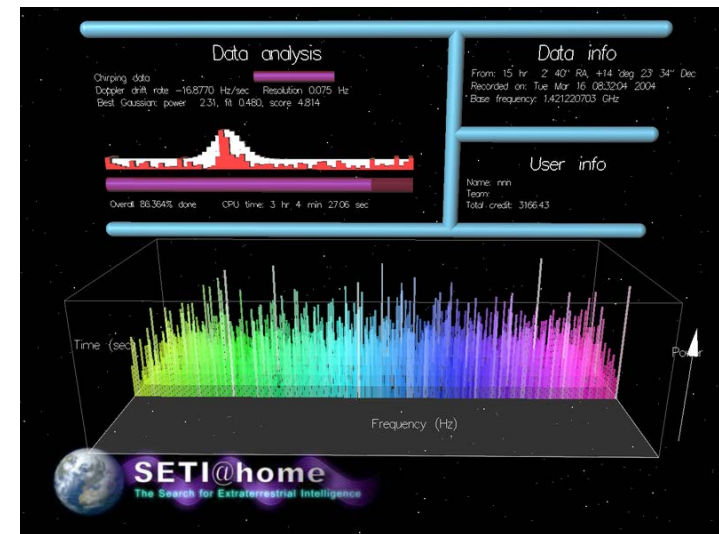 Data analysis
Chirping data
Doppler drift rate -16.8770 Hz/sec Resolution 0.075 Hz
Best Gaussian: power 2.31, fit 0.480, score 4.814
Overall 86.364% done CPU time: 3 hr 4 min 27.06 sec
Data info
From: 15 hr 2' 40'' RA, +14 deg 23' 34'' Dec
Recorded on: Tue Mar 16 08:32:04 2004
Base frequency: 1.421220703 GHz
User info
Name: nnn
Team:
Total credit: 3166.43
Time (sec)
Power
Frequency (Hz)
SETI@home
The Search for Extraterrestrial Intelligence